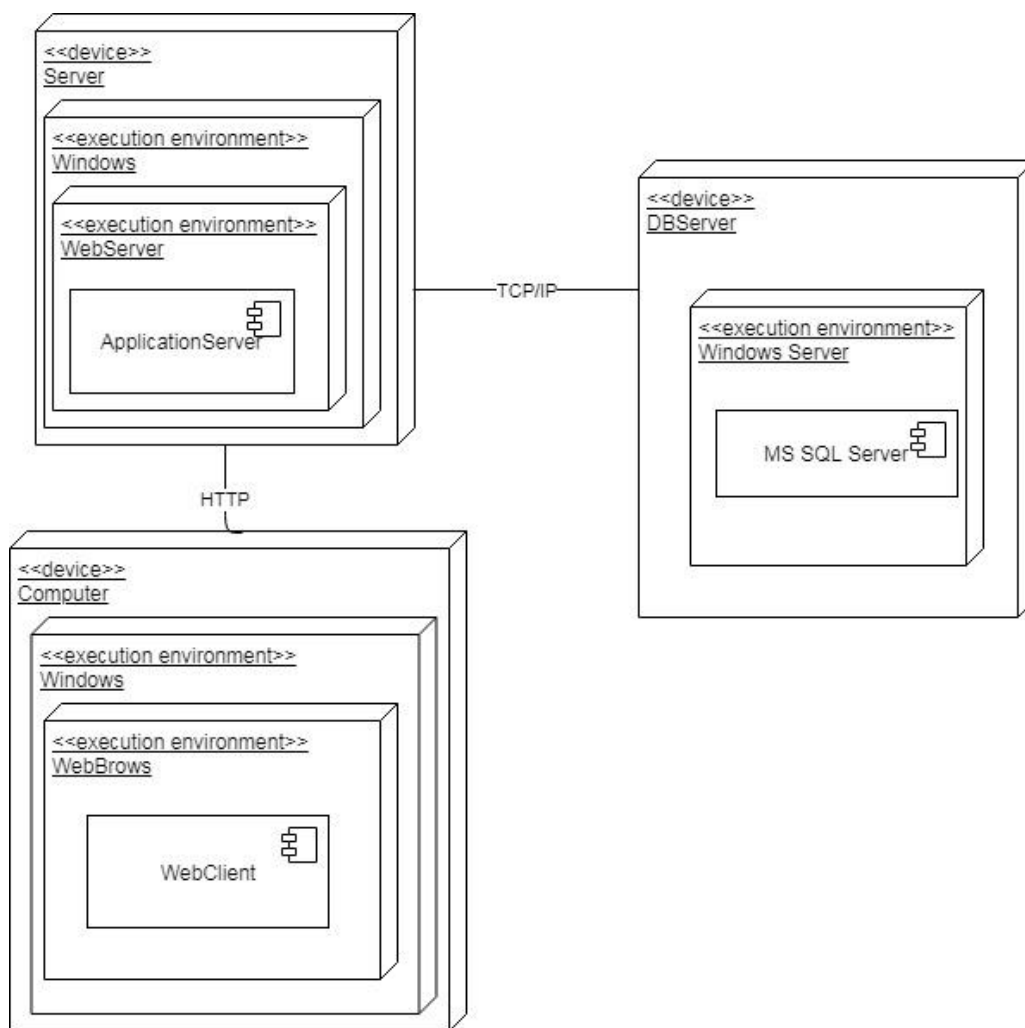 <<device>>
Server
<<execution environment>>
Windows
<<execution environment>>
WebServer
ApplicationServer
TCP/IP
<<device>>
DBServer
<<execution environment>>
Windows Server
MS SQL Server
HTTP
<<device>>
Computer
<<execution environment>>
Windows
<<execution environment>>
WebBrows
WebClient